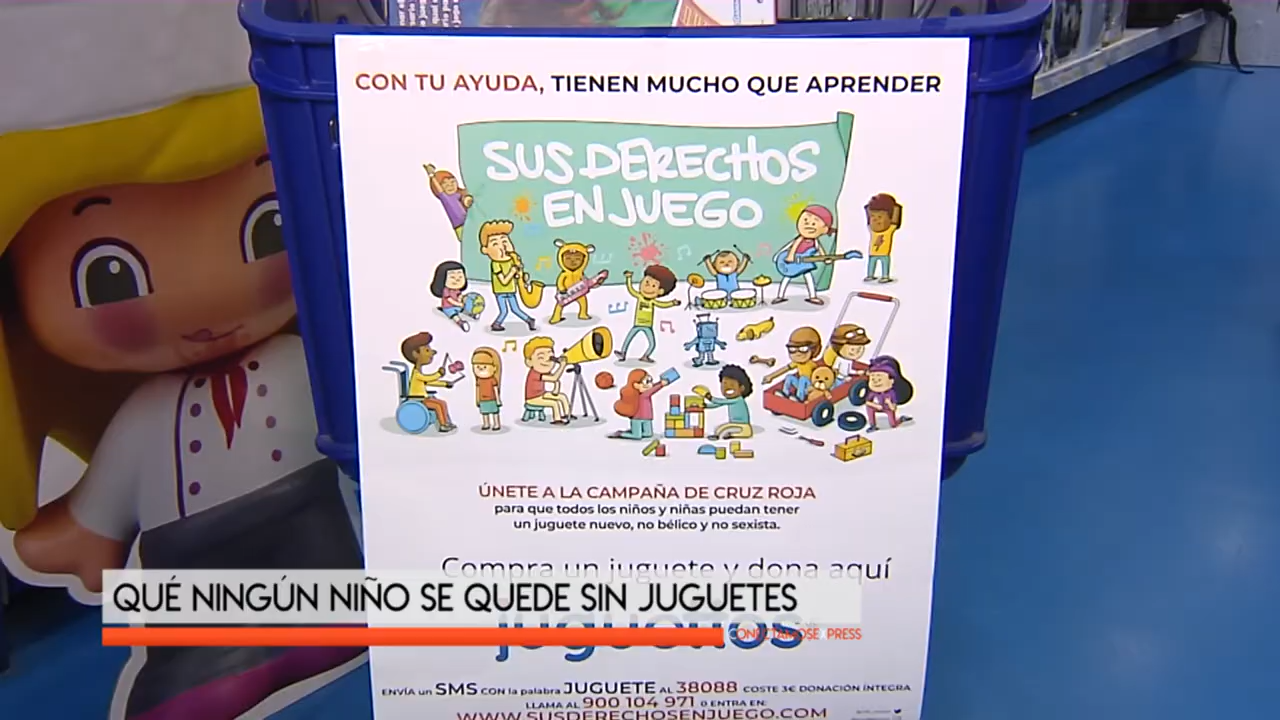 CON TU AYUDA, TIENEN MUCHO QUE APRENDER
SUS DERECHOS
EN JUEGO
ÚNETE A LA CAMPAÑA DE CRUZ ROJA
para que todos los niños y niñas puedan tener
un juguete nuevo, no bélico y no sexista.
Compra un juguete y dona aquí
QUÉ NINGÚN NIÑO SE QUEDE SIN JUGUETES
CONECTAMOSEXPRESS
ENVÍA un SMS CON la palabra JUGUETE AL 38088 COSTE 3€ DONACIÓN ÍNTEGRA
LLAMA AL 900 104 971 O ENTRA EN:
WWW.SUSDERECHOSENJUEGO.COM